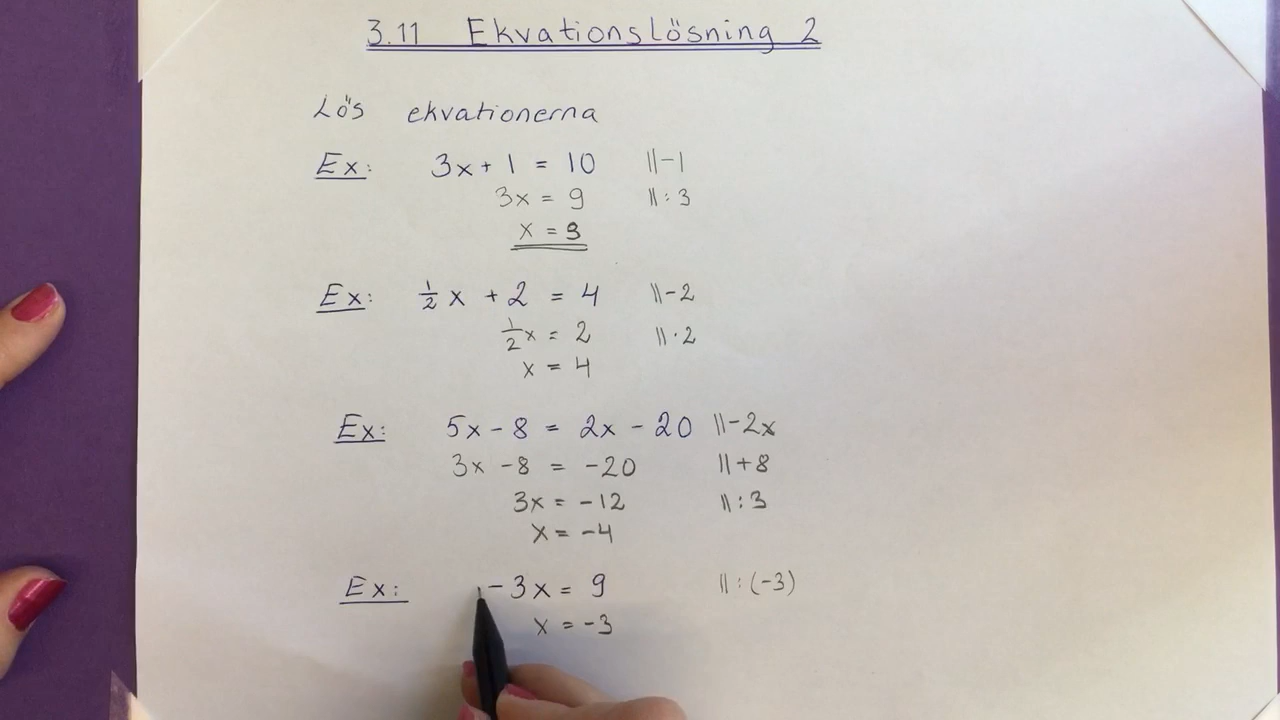 3.11 Ekvationslösning 2
Lös ekvationerna
Ex: 3x + 1 = 10 ||-1
3x = 9 ||:3
x = 3
Ex: 1/2 x + 2 = 4 ||-2
1/2 x = 2 ||·2
x = 4
Ex: 5x - 8 = 2x - 20 ||-2x
3x - 8 = -20 ||+8
3x = -12 ||:3
x = -4
Ex: -3x = 9 ||:(-3)
x = -3